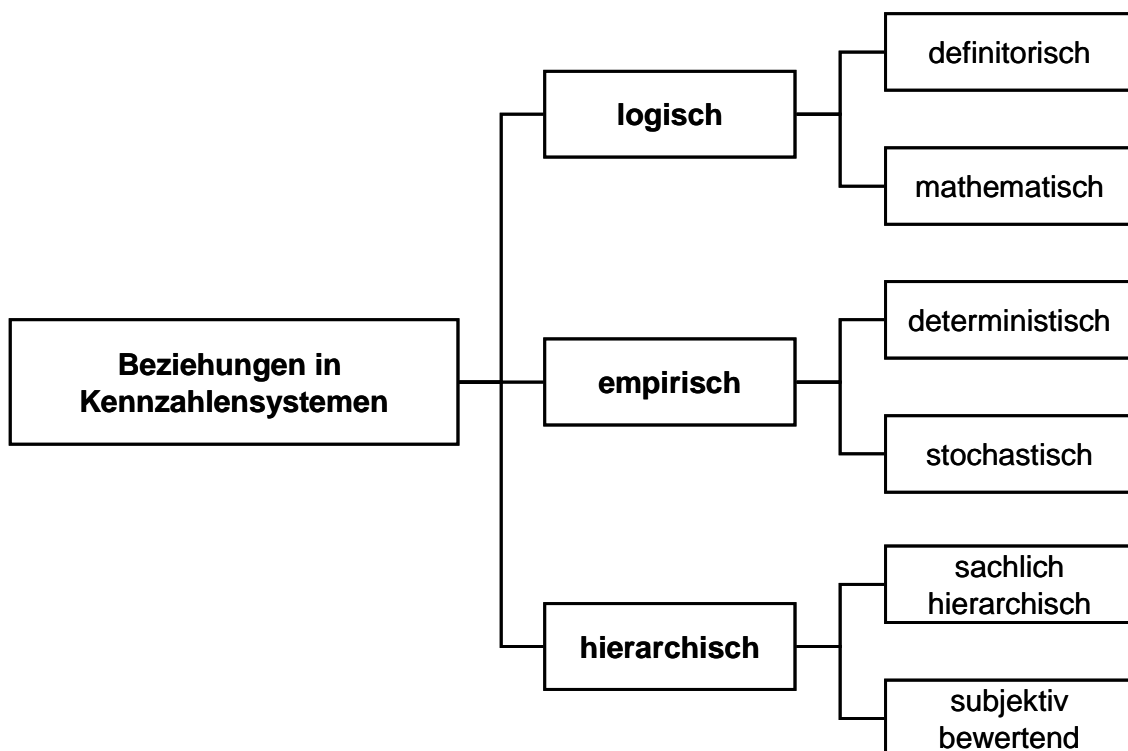 definitorisch
logisch
mathematisch
deterministisch
Beziehungen in
Kennzahlensystemen
empirisch
stochastisch
sachlich
hierarchisch
hierarchisch
subjektiv
bewertend